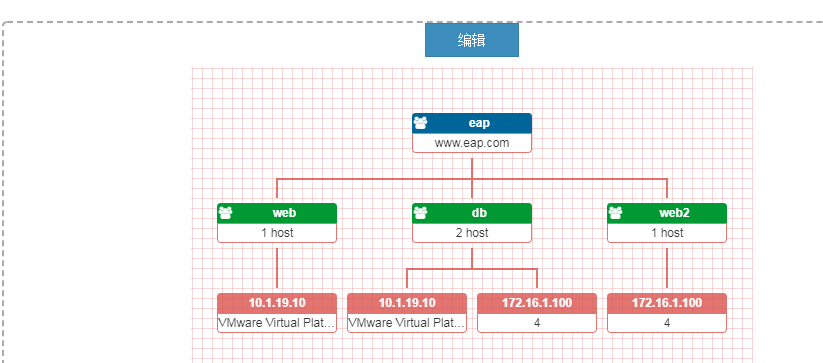 编辑
eap
www.eap.com
web
1 host
db
2 host
web2
1 host
10.1.19.10
VMware Virtual Plat...
10.1.19.10
VMware Virtual Plat...
172.16.1.100
4
172.16.1.100
4